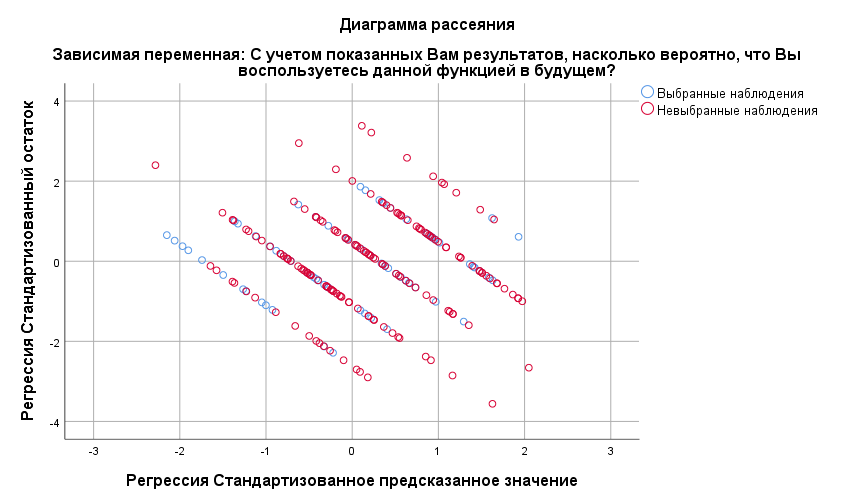 Диаграмма рассеяния
Зависимая переменная: С учетом показанных Вам результатов, насколько вероятно, что Вы
воспользуетесь данной функцией в будущем?
Выбранные наблюдения
Невыбранные наблюдения
Регрессия Стандартизованный остаток
4
2
0
-2
-4
-3
-2
-1
0
1
2
3
Регрессия Стандартизованное предсказанное значение